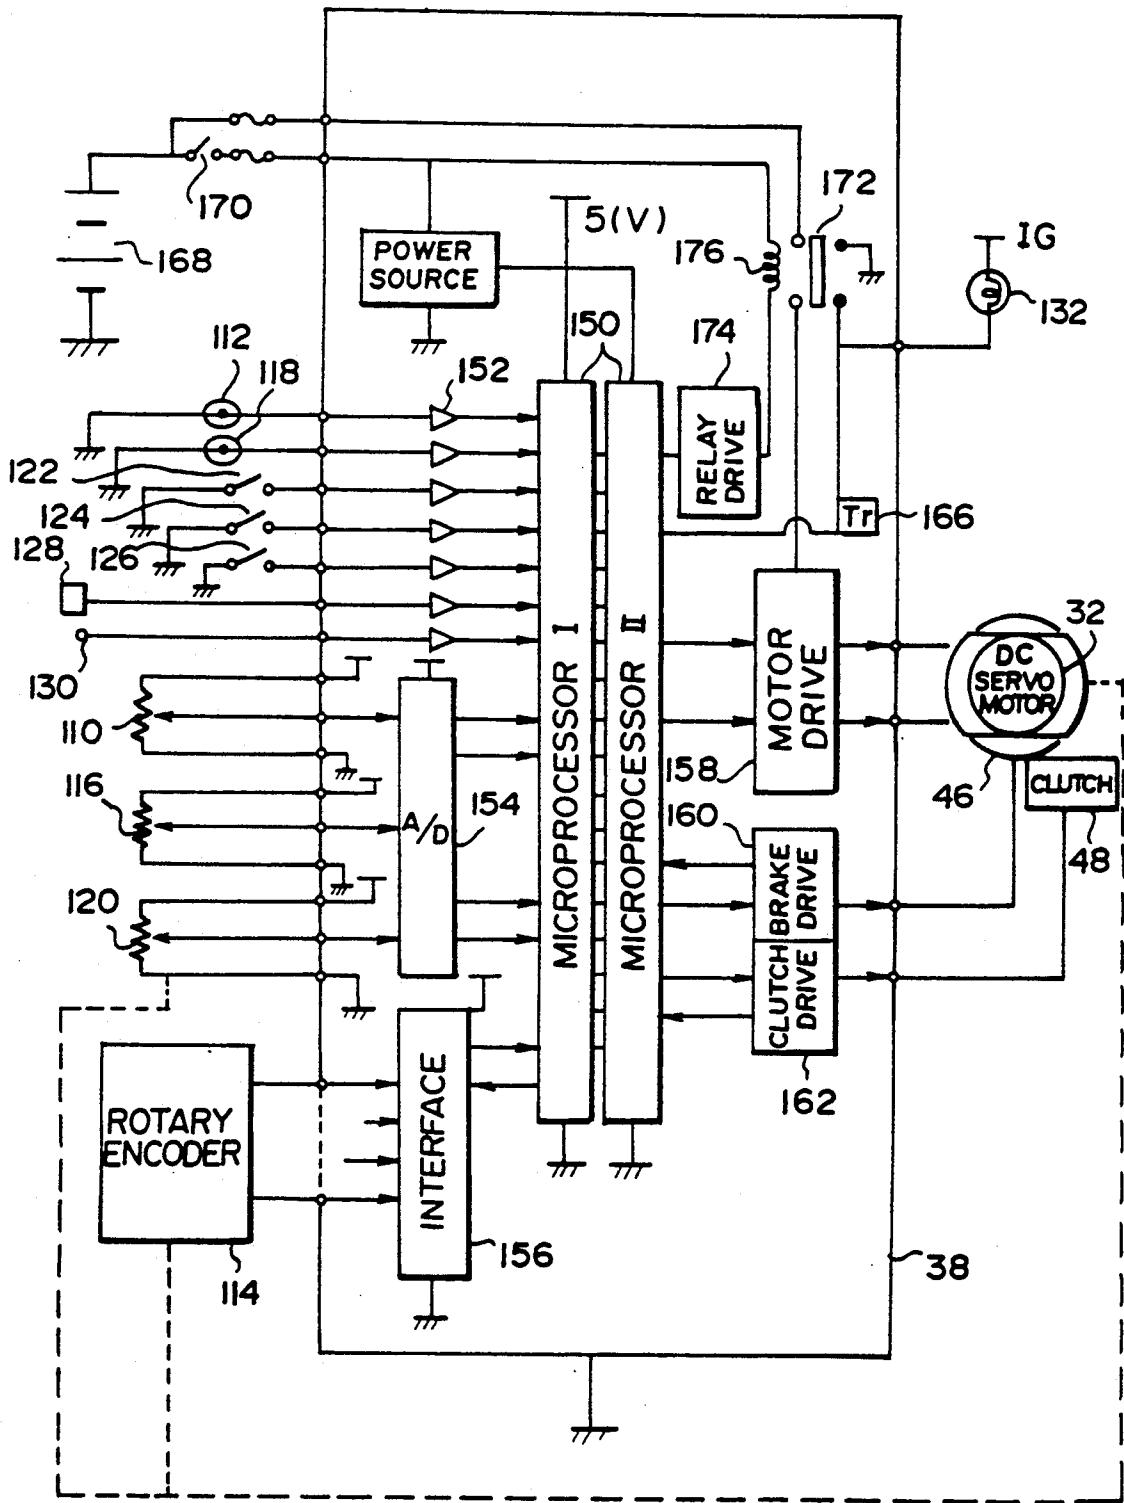 172
170
5(V)
IG
POWER
SOURCE
176
168
132
112
150
174
118
152
RELAY
DRIVE
122
124
Tr
166
126
128
32
130
DC
SERVO
MOTOR
MOTOR
DRIVE
110
158
116
46
CLUTCH
A/D
154
160
48
MICROPROCESSOR I
MICROPROCESSOR II
120
BRAKE
DRIVE
CLUTCH
DRIVE
162
ROTARY
ENCODER
INTERFACE
156
38
114